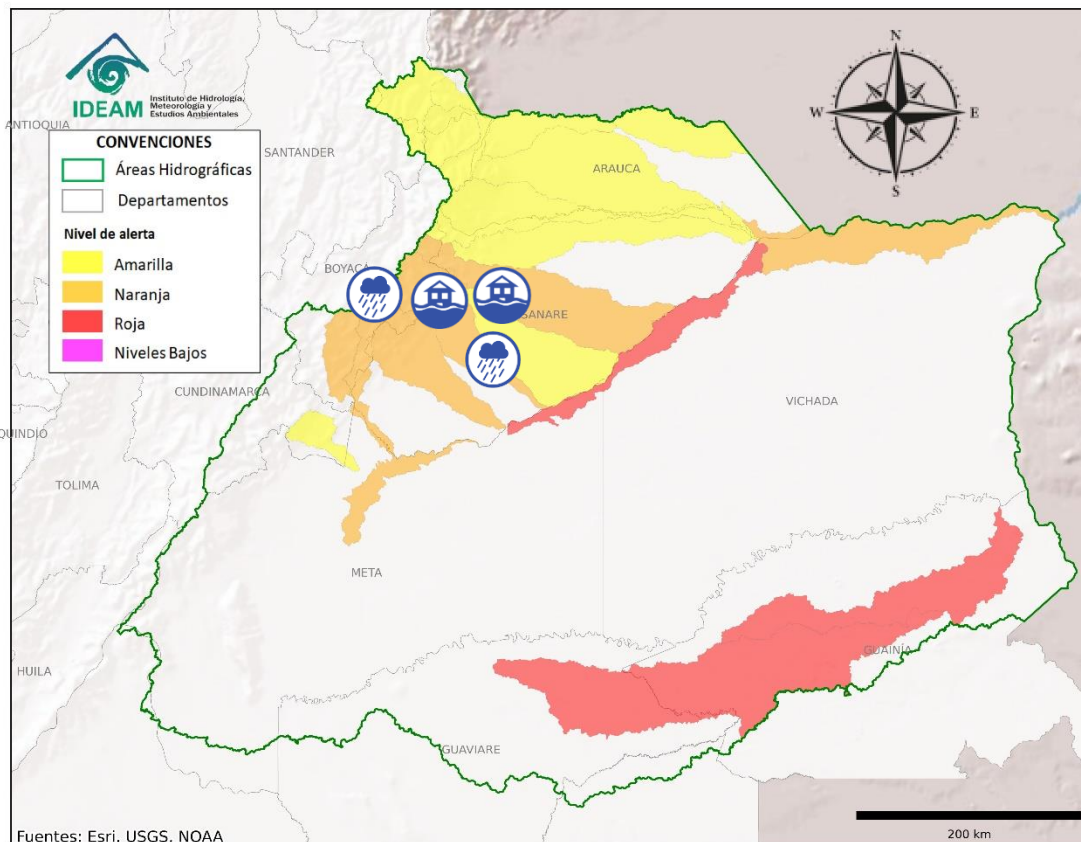 IDEAM
Instituto de Hidrología,
Meteorología y
Estudios Ambientales
N
W
E
S
ANTIOQUIA
CONVENCIONES
Áreas Hidrográficas
Departamentos
Nivel de alerta
Amarilla
Naranja
Roja
Niveles Bajos
SANTANDER
ARAUCA
BOYACÁ
SANARE
CUNDINAMARCA
VICHADA
QUINDÍO
TOLIMA
META
HUILA
GUAINÍA
GUAVIARE
Fuentes: Esri, USGS, NOAA
200 km